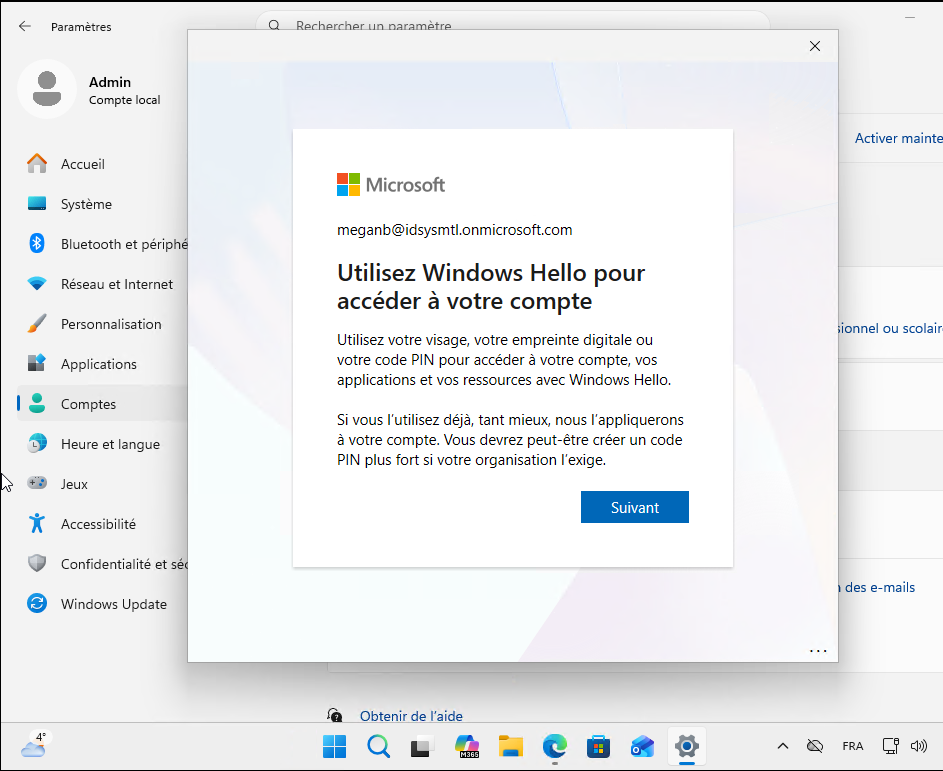 Paramètres
Rechercher un paramètre
Admin
Compte local
Activer mainte
Accueil
Système
Bluetooth et périphé
Réseau et Internet
Personnalisation
Applications
Comptes
Heure et langue
Jeux
Accessibilité
Confidentialité et séc
Windows Update
Microsoft
meganb@idsysmtl.onmicrosoft.com
Utilisez Windows Hello pour
accéder à votre compte
Utilisez votre visage, votre empreinte digitale ou
votre code PIN pour accéder à votre compte, vos
applications et vos ressources avec Windows Hello.
Si vous l’utilisez déjà, tant mieux, nous l’appliquerons
à votre compte. Vous devrez peut-être créer un code
PIN plus fort si votre organisation l’exige.
Suivant
sionnel ou scolair
n des e-mails
Obtenir de l’aide
4°
M365
FRA